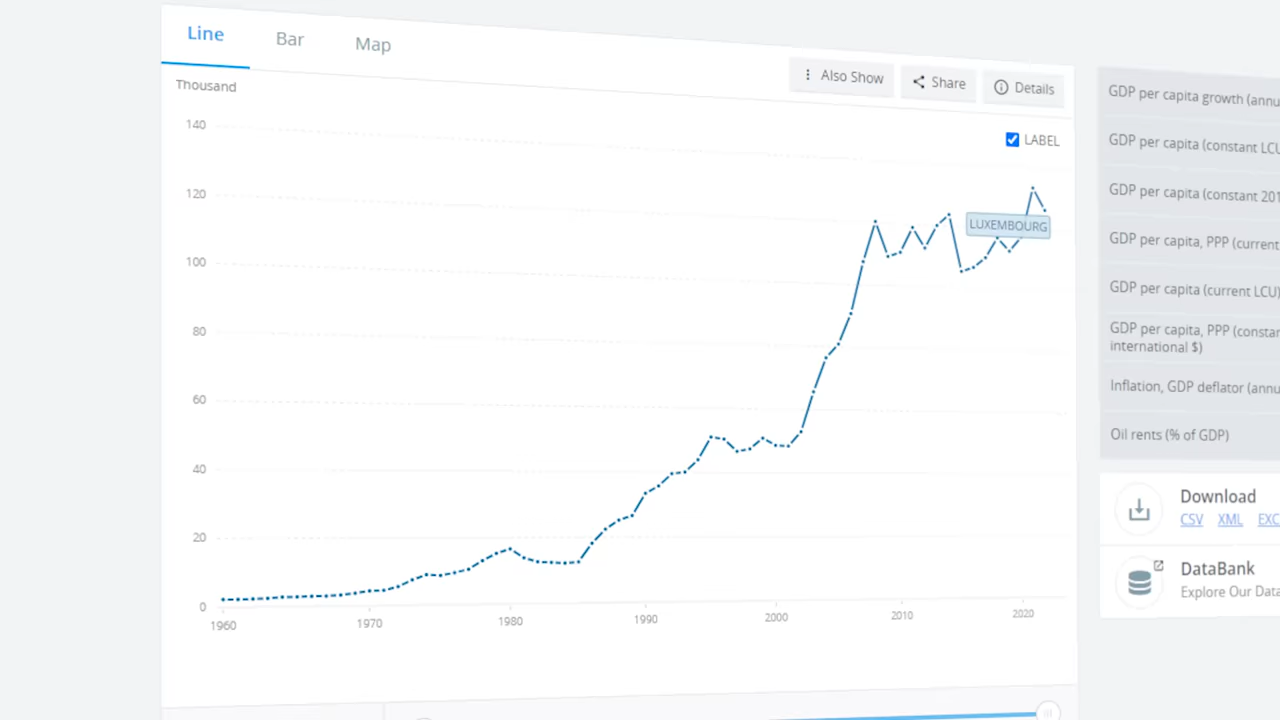 Line
Bar
Map
Also Show
Share
Details
Thousand
LABEL
140
120
100
80
60
40
20
0
LUXEMBOURG
1960
1970
1980
1990
2000
2010
2020
GDP per capita growth (annu
GDP per capita (constant LCU
GDP per capita (constant 201
GDP per capita, PPP (current
GDP per capita (current LCU)
GDP per capita, PPP (constan
international $)
Inflation, GDP deflator (annu
Oil rents (% of GDP)
Download
CSV XML EXC
DataBank
Explore Our Data